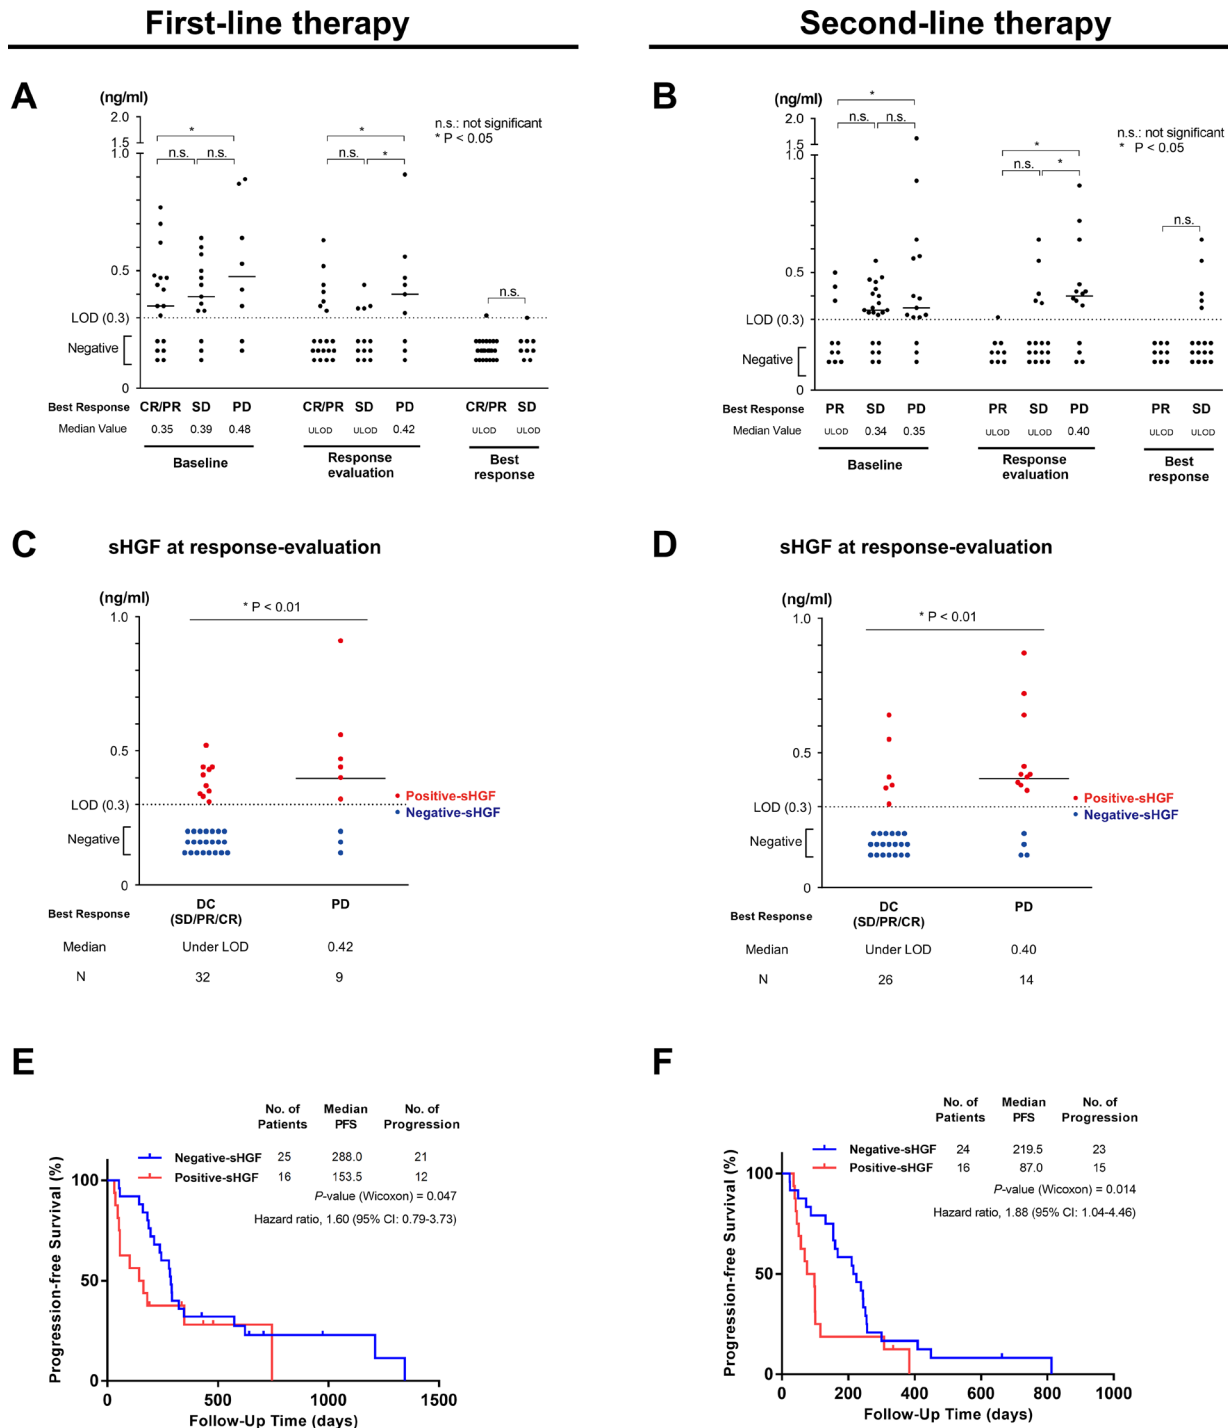 First-line therapy
Second-line therapy
A
(ng/ml)
2.0
1.5
1.0
0.5
LOD (0.3)
Negative
0
n.s.: not significant
* P < 0.05
*
n.s.
n.s.
*
n.s.
*
n.s.
Best Response CR/PR SD PD CR/PR SD PD CR/PR SD
Median Value 0.35 0.39 0.48 ULOD ULOD 0.42 ULOD ULOD
Baseline
Response
evaluation
Best
response
B
(ng/ml)
2.0
1.5
1.0
0.5
LOD (0.3)
Negative
0
n.s.: not significant
* P < 0.05
*
n.s.
n.s.
*
n.s.
*
n.s.
Best Response PR SD PD PR SD PD PR SD
Median Value ULOD 0.34 0.35 ULOD ULOD 0.40 ULOD ULOD
Baseline
Response
evaluation
Best
response
C
sHGF at response-evaluation
(ng/ml)
1.0
0.5
LOD (0.3)
Negative
0
* P < 0.01
Positive-sHGF
Negative-sHGF
Best Response DC PD
(SD/PR/CR)
Median Under LOD 0.42
N 32 9
D
sHGF at response-evaluation
(ng/ml)
1.0
0.5
LOD (0.3)
Negative
0
* P < 0.01
Positive-sHGF
Negative-sHGF
Best Response DC PD
(SD/PR/CR)
Median Under LOD 0.40
N 26 14
E
No. of Median No. of
Patients PFS Progression
Negative-sHGF 25 288.0 21
Positive-sHGF 16 153.5 12
P-value (Wicoxon) = 0.047
Hazard ratio, 1.60 (95% CI: 0.79-3.73)
Progression-free Survival (%)
100
50
0
0 500 1000 1500
Follow-Up Time (days)
F
No. of Median No. of
Patients PFS Progression
Negative-sHGF 24 219.5 23
Positive-sHGF 16 87.0 15
P-value (Wicoxon) = 0.014
Hazard ratio, 1.88 (95% CI: 1.04-4.46)
Progression-free Survival (%)
100
50
0
0 200 400 600 800 1000
Follow-Up Time (days)